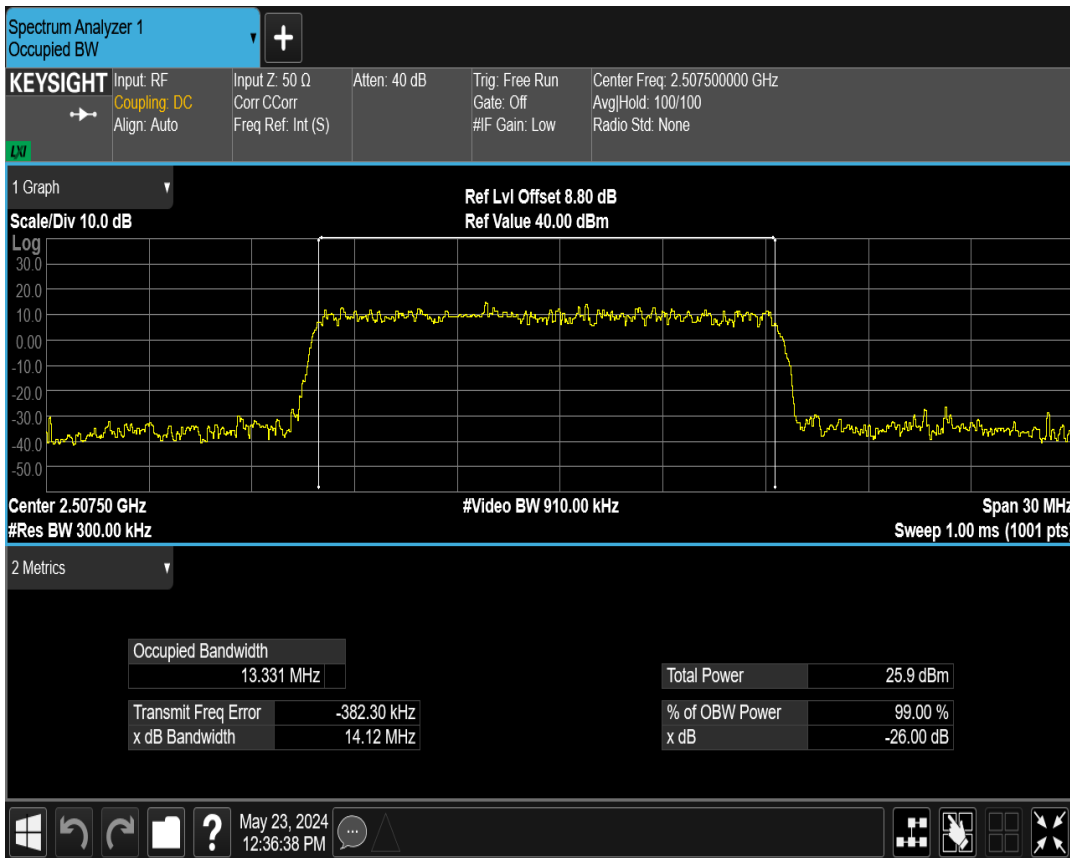 Spectrum Analyzer 1
Occupied BW
KEYSIGHT
LXI
Input: RF
Coupling: DC
Align: Auto
Input Z: 50 Ω
Corr CCorr
Freq Ref: Int (S)
Atten: 40 dB
Trig: Free Run
Gate: Off
#IF Gain: Low
Center Freq: 2.507500000 GHz
Avg|Hold: 100/100
Radio Std: None
1 Graph
Scale/Div 10.0 dB
Ref Lvl Offset 8.80 dB
Ref Value 40.00 dBm
Log
30.0
20.0
10.0
0.00
-10.0
-20.0
-30.0
-40.0
-50.0
Center 2.50750 GHz
#Video BW 910.00 kHz
Span 30 MHz
#Res BW 300.00 kHz
Sweep 1.00 ms (1001 pts)
2 Metrics
Occupied Bandwidth
13.331 MHz
Total Power 25.9 dBm
Transmit Freq Error -382.30 kHz
% of OBW Power 99.00 %
x dB Bandwidth 14.12 MHz
x dB -26.00 dB
?
May 23, 2024
12:36:38 PM